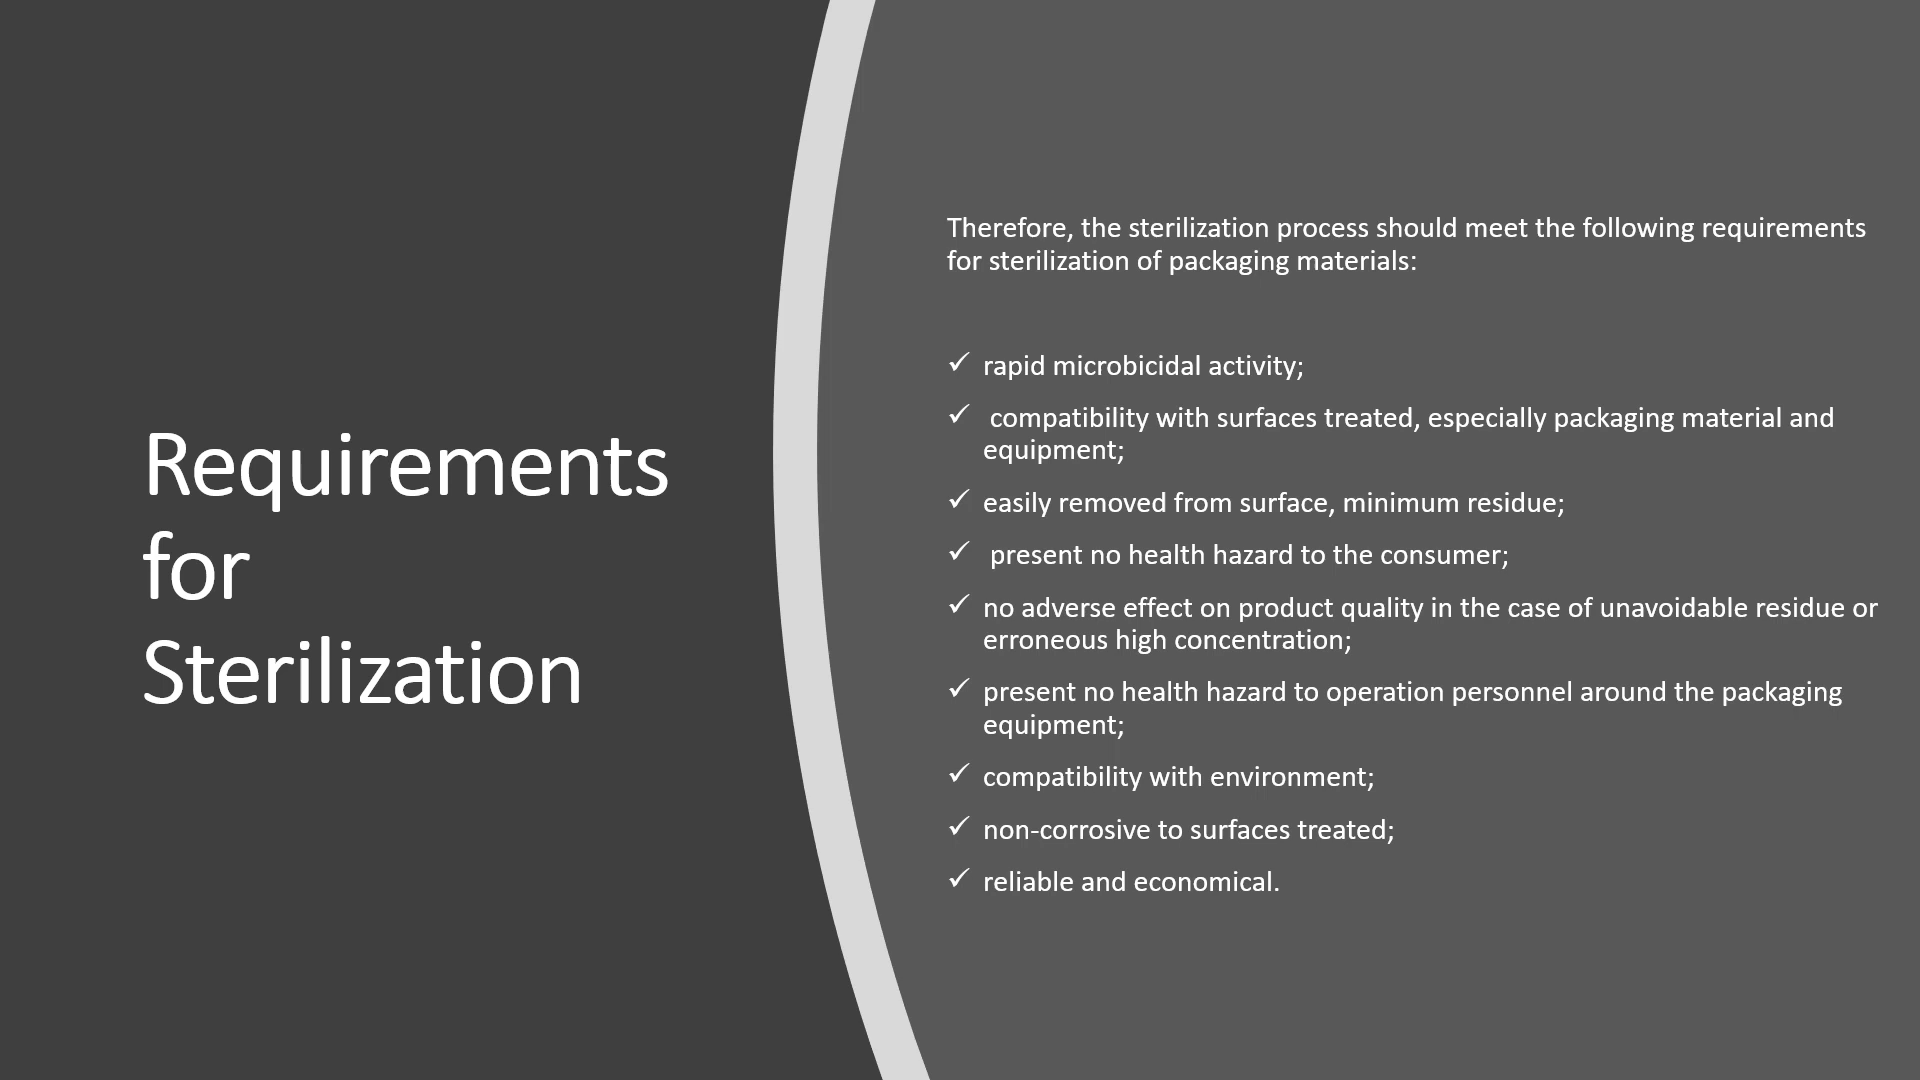 Requirements
for
Sterilization
Therefore, the sterilization process should meet the following requirements
for sterilization of packaging materials:
✓ rapid microbicidal activity;
✓ compatibility with surfaces treated, especially packaging material and
equipment;
✓ easily removed from surface, minimum residue;
✓ present no health hazard to the consumer;
✓ no adverse effect on product quality in the case of unavoidable residue or
erroneous high concentration;
✓ present no health hazard to operation personnel around the packaging
equipment;
✓ compatibility with environment;
✓ non-corrosive to surfaces treated;
✓ reliable and economical.